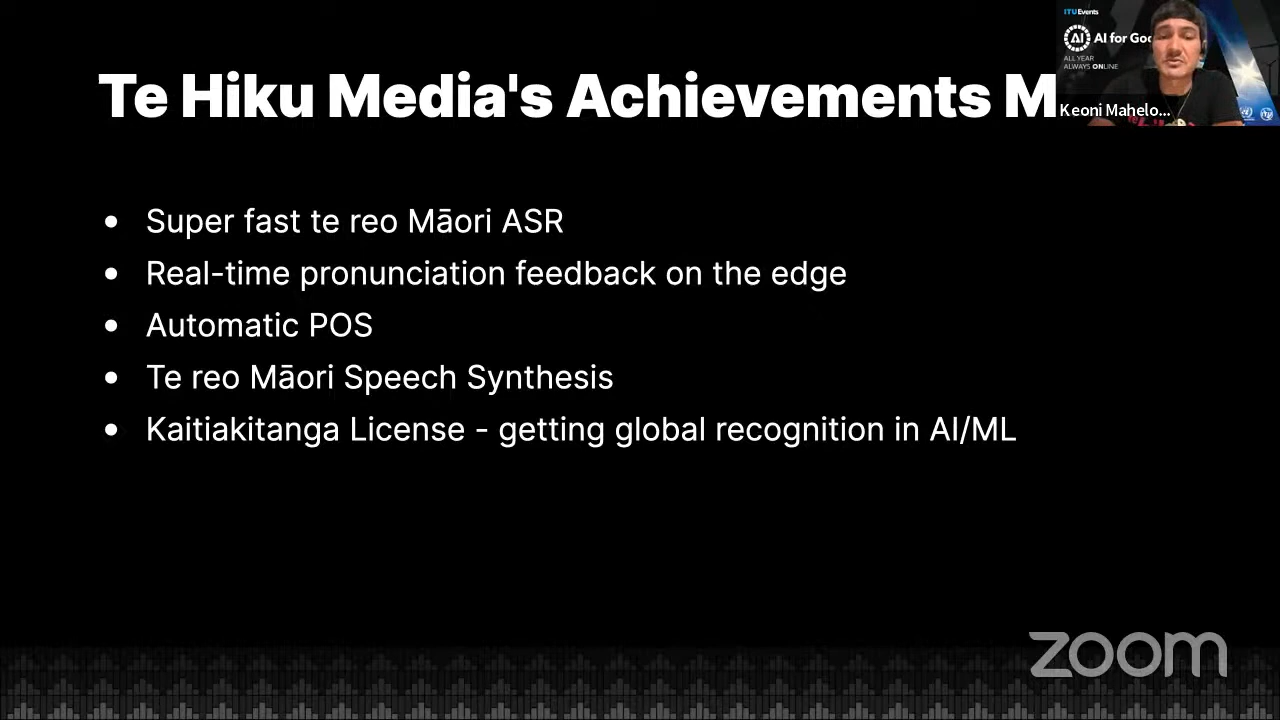 Te Hiku Media's Achievements M
Super fast te reo Māori ASR
Real-time pronunciation feedback on the edge
Automatic POS
Te reo Māori Speech Synthesis
Kaitiakitanga License - getting global recognition in AI/ML
ITUEvents
AI
AI for Goo
ALL YEAR
ALWAYS ONLINE
Keoni Mahelo...
zoom